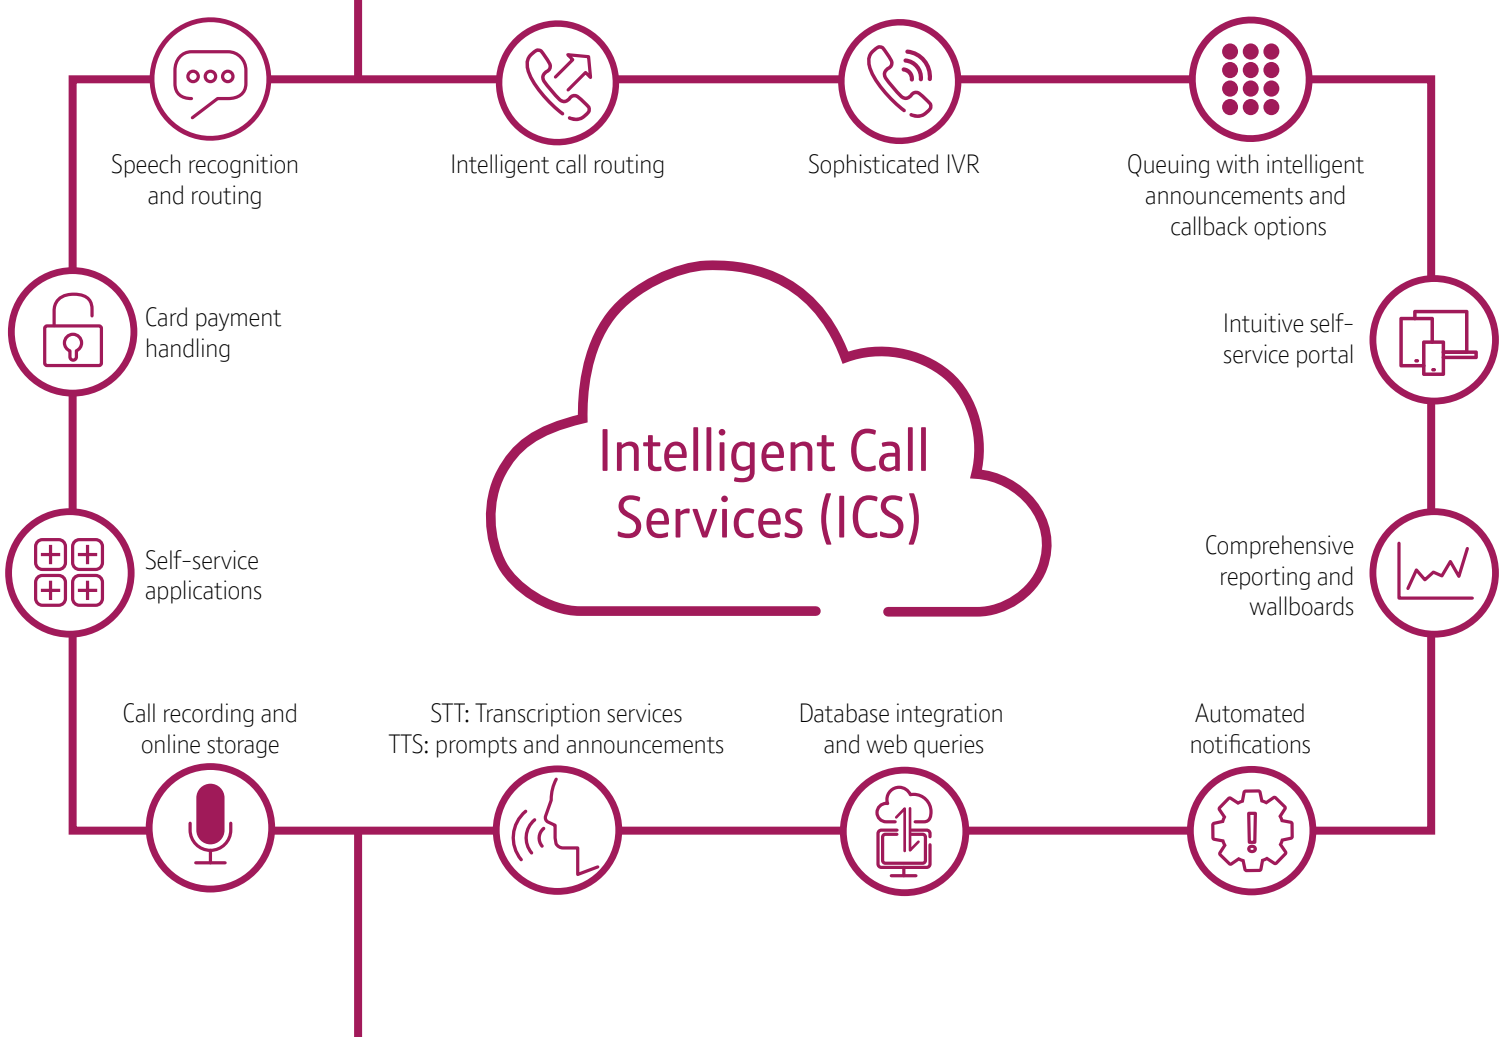 Speech recognition
and routing
Intelligent call routing
Sophisticated IVR
Queuing with intelligent
announcements and
callback options
Card payment
handling
Intuitive self-
service portal
Intelligent Call
Services (ICS)
Self-service
applications
Comprehensive
reporting and
wallboards
Call recording and
online storage
STT: Transcription services
TTS: prompts and announcements
Database integration
and web queries
Automated
notifications